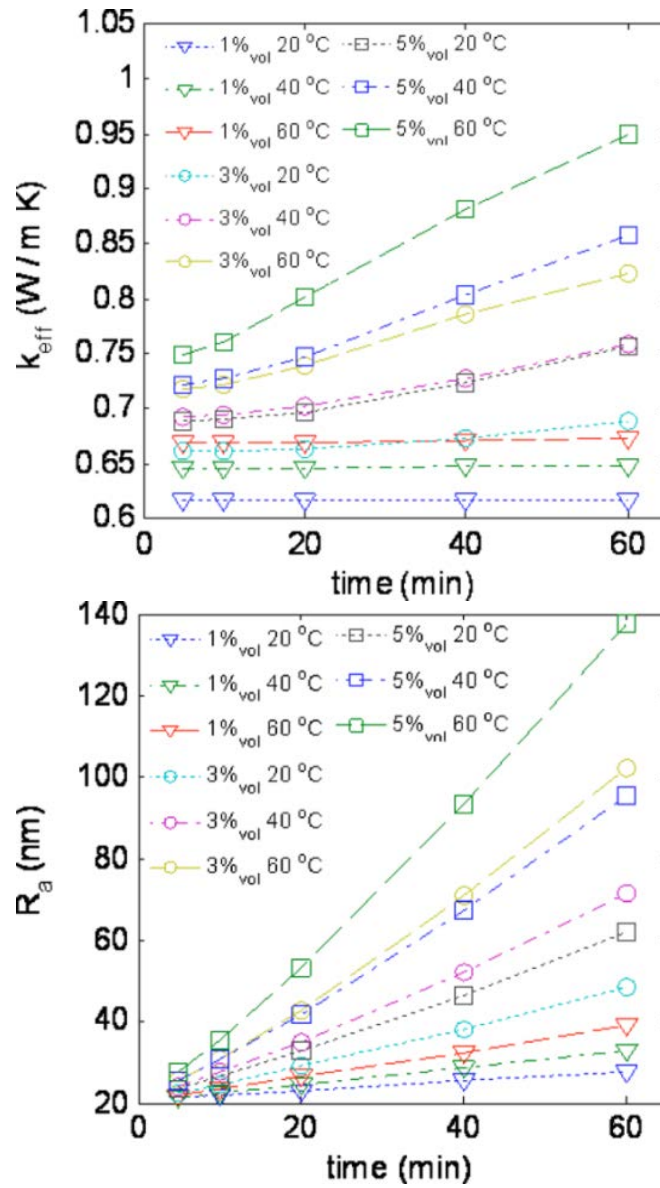 1.05
1
0.95
0.9
0.85
0.8
0.75
0.7
0.65
0.6
k_eff (W/m K)
1%vol 20 °C
1%vol 40 °C
1%vol 60 °C
3%vol 20 °C
3%vol 40 °C
3%vol 60 °C
5%vol 20 °C
5%vol 40 °C
5%vol 60 °C
0 20 40 60
time (min)
140
120
100
80
60
40
20
R_a (nm)
1%vol 20 °C
1%vol 40 °C
1%vol 60 °C
3%vol 20 °C
3%vol 40 °C
3%vol 60 °C
5%vol 20 °C
5%vol 40 °C
5%vol 60 °C
0 20 40 60
time (min)